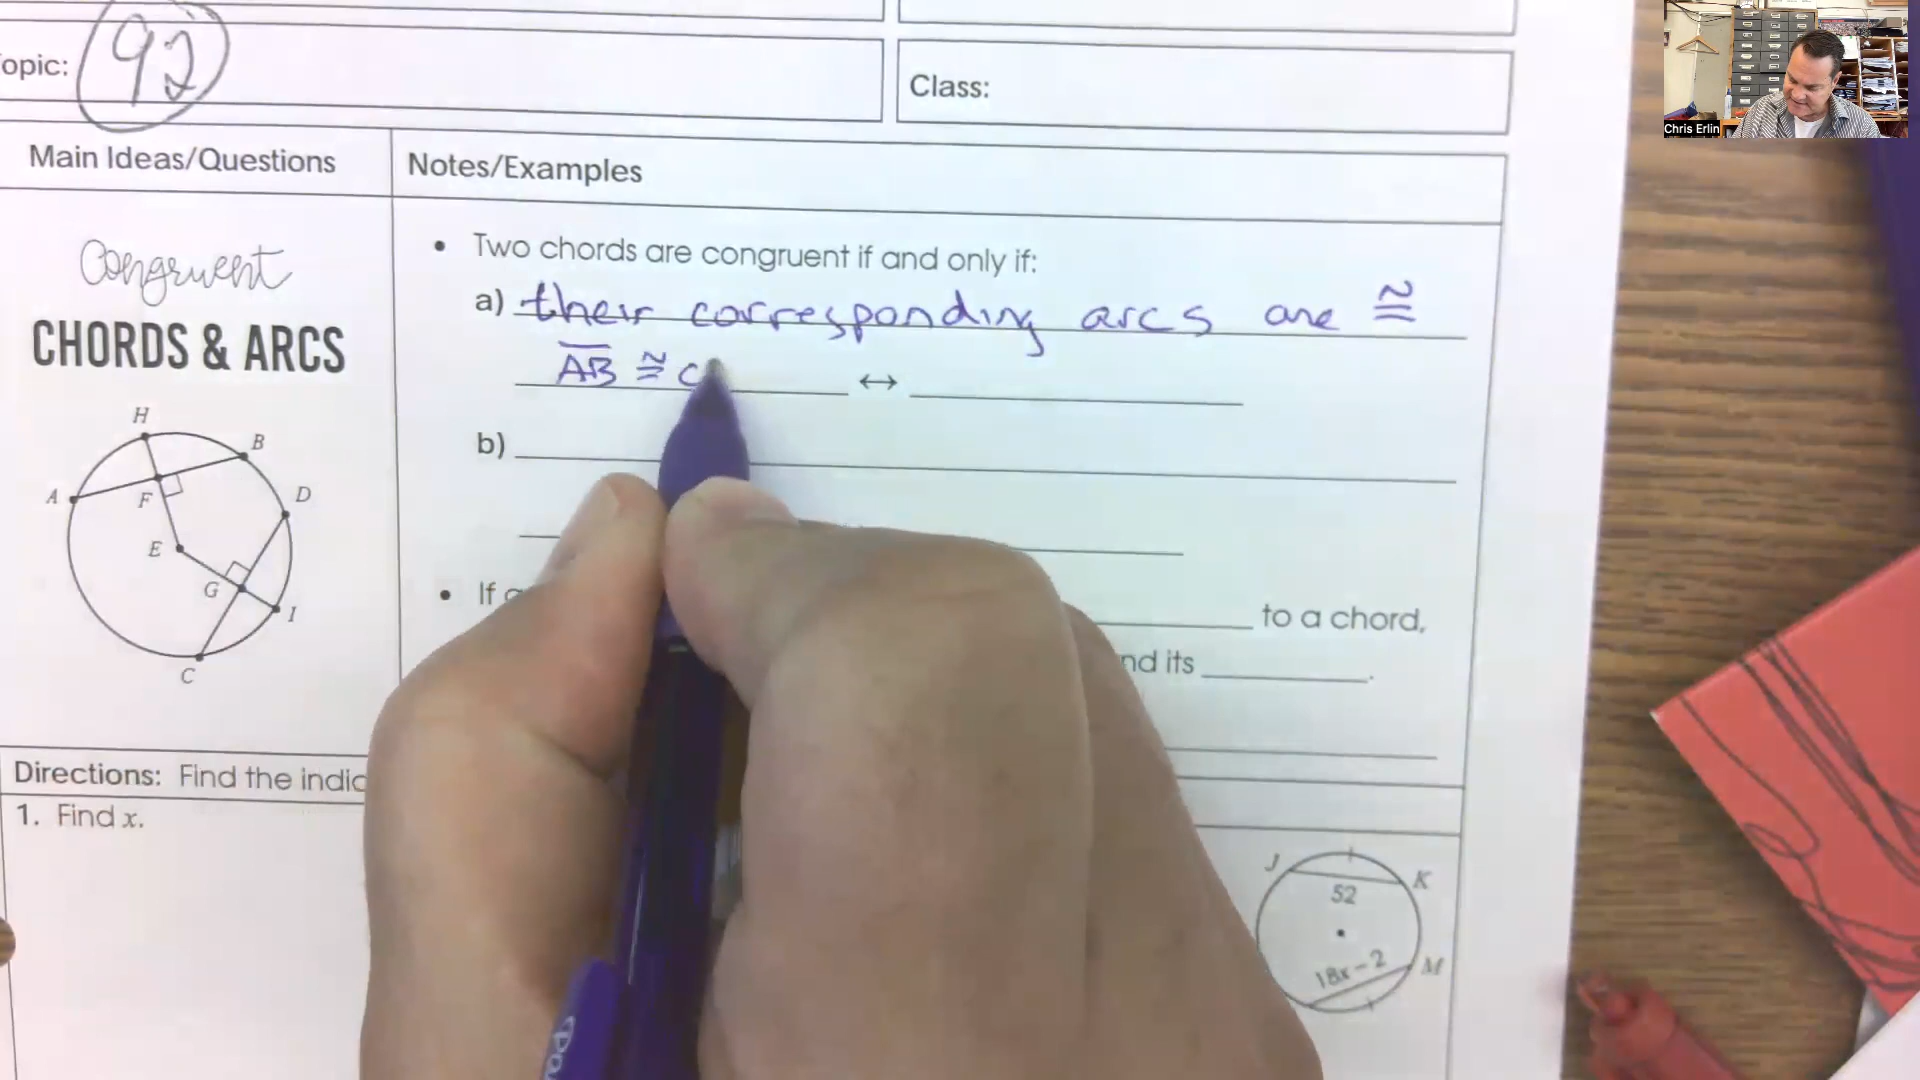 opic: 92
Class:
Chris Erlin
Main Ideas/Questions
Notes/Examples
Congruent
CHORDS & ARCS
H
B
A
F
D
E
G
I
C
• Two chords are congruent if and only if:
a) their corresponding arcs are ≅
AB ≅ C ↔
b)
• If
to a chord,
nd its .
Directions: Find the indic
1. Find x.
J
K
52
18x − 2
M